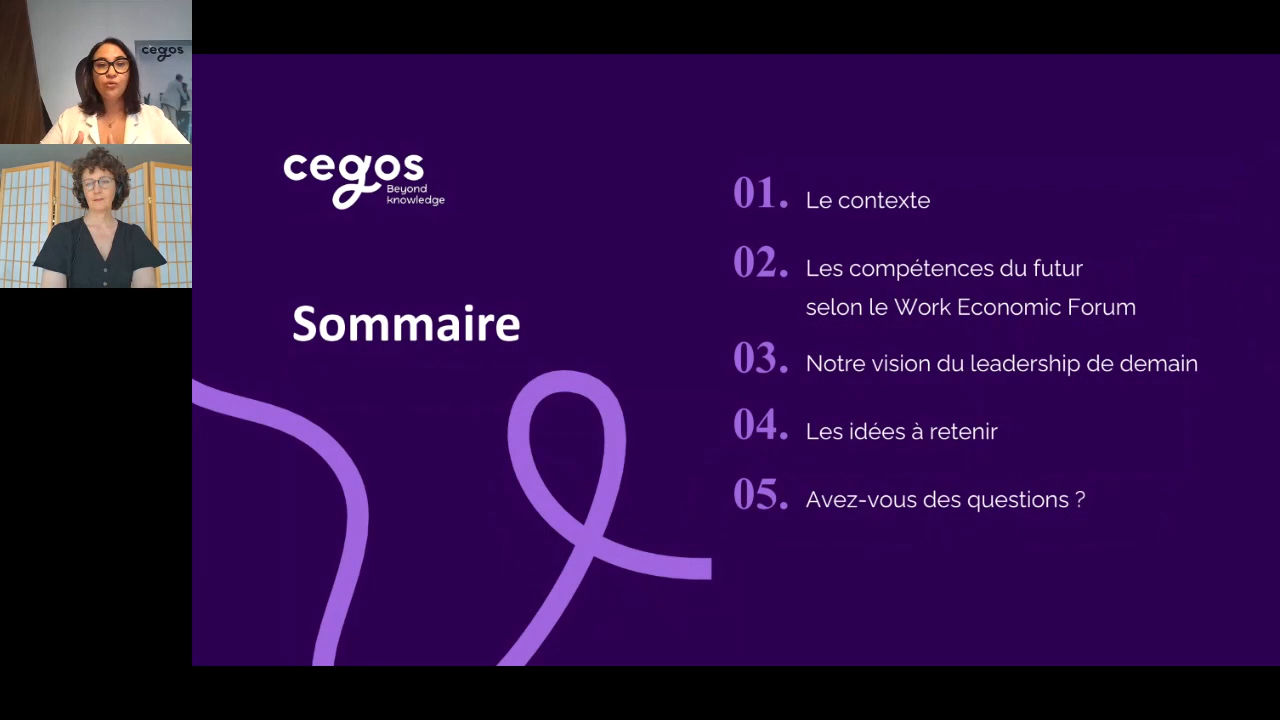 cegos
cegos
Beyond
knowledge
Sommaire
01. Le contexte
02. Les compétences du futur
selon le Work Economic Forum
03. Notre vision du leadership de demain
04. Les idées à retenir
05. Avez-vous des questions ?